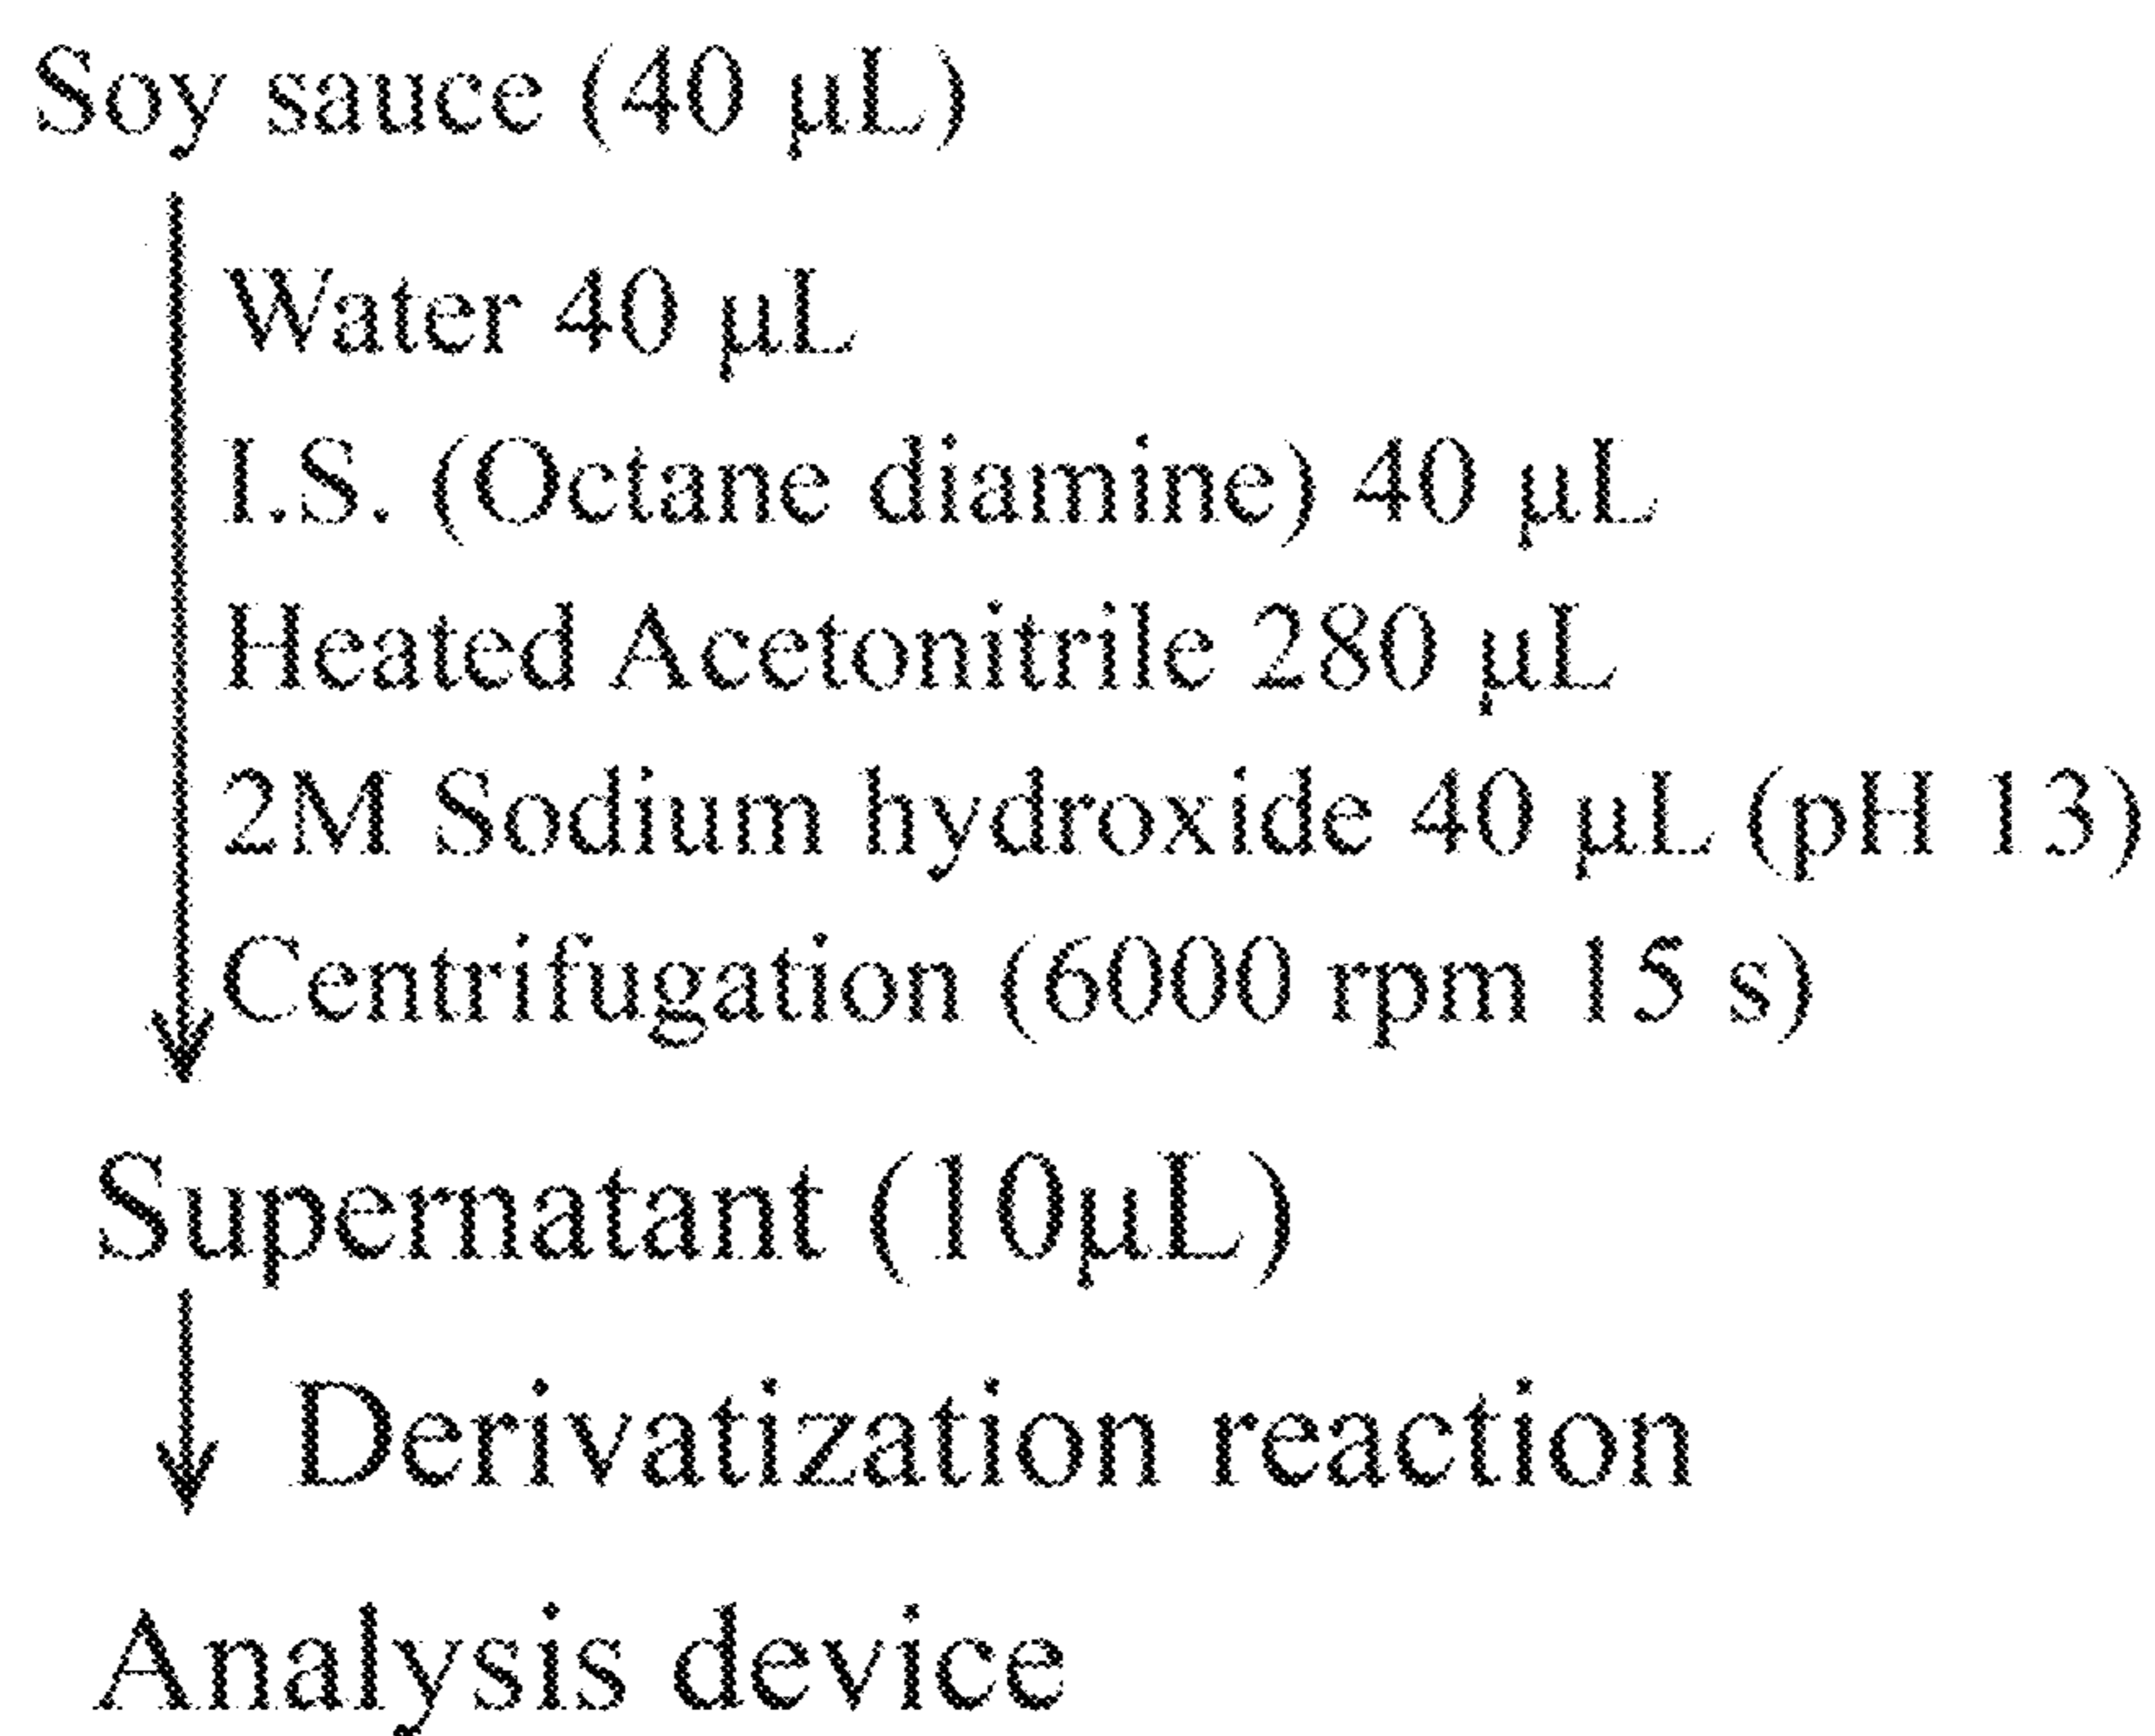 Soy sauce (40 μL)
Water 40 μL
I.S. (Octane diamine) 40 μL
Heated Acetonitrile 280 μL
2M Sodium hydroxide 40 μL (pH 13)
Centrifugation (6000 rpm 15 s)
Supernatant (10μL)
Derivatization reaction
Analysis device